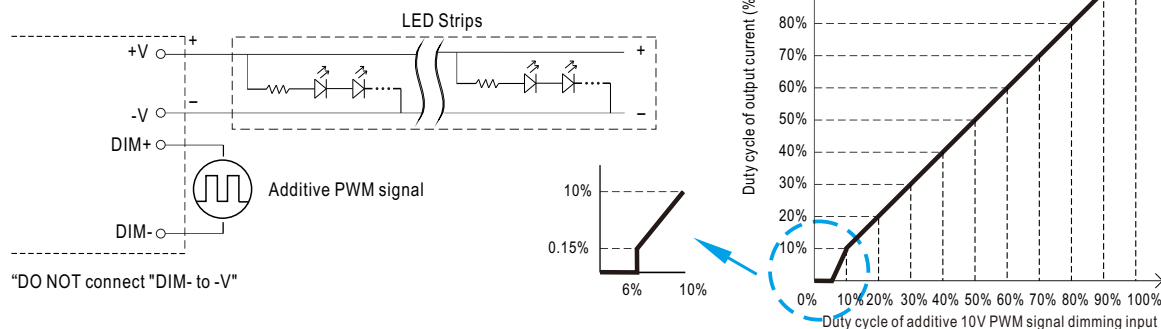 LED Strips
+V
+
+
-V
–
–
DIM+
Additive PWM signal
DIM-
“DO NOT connect "DIM- to -V"
10%
0.15%
6% 10%
Duty cycle of output current (%
80%
70%
60%
50%
40%
30%
20%
10%
0% 10% 20% 30% 40% 50% 60% 70% 80% 90% 100%
Duty cycle of additive 10V PWM signal dimming input